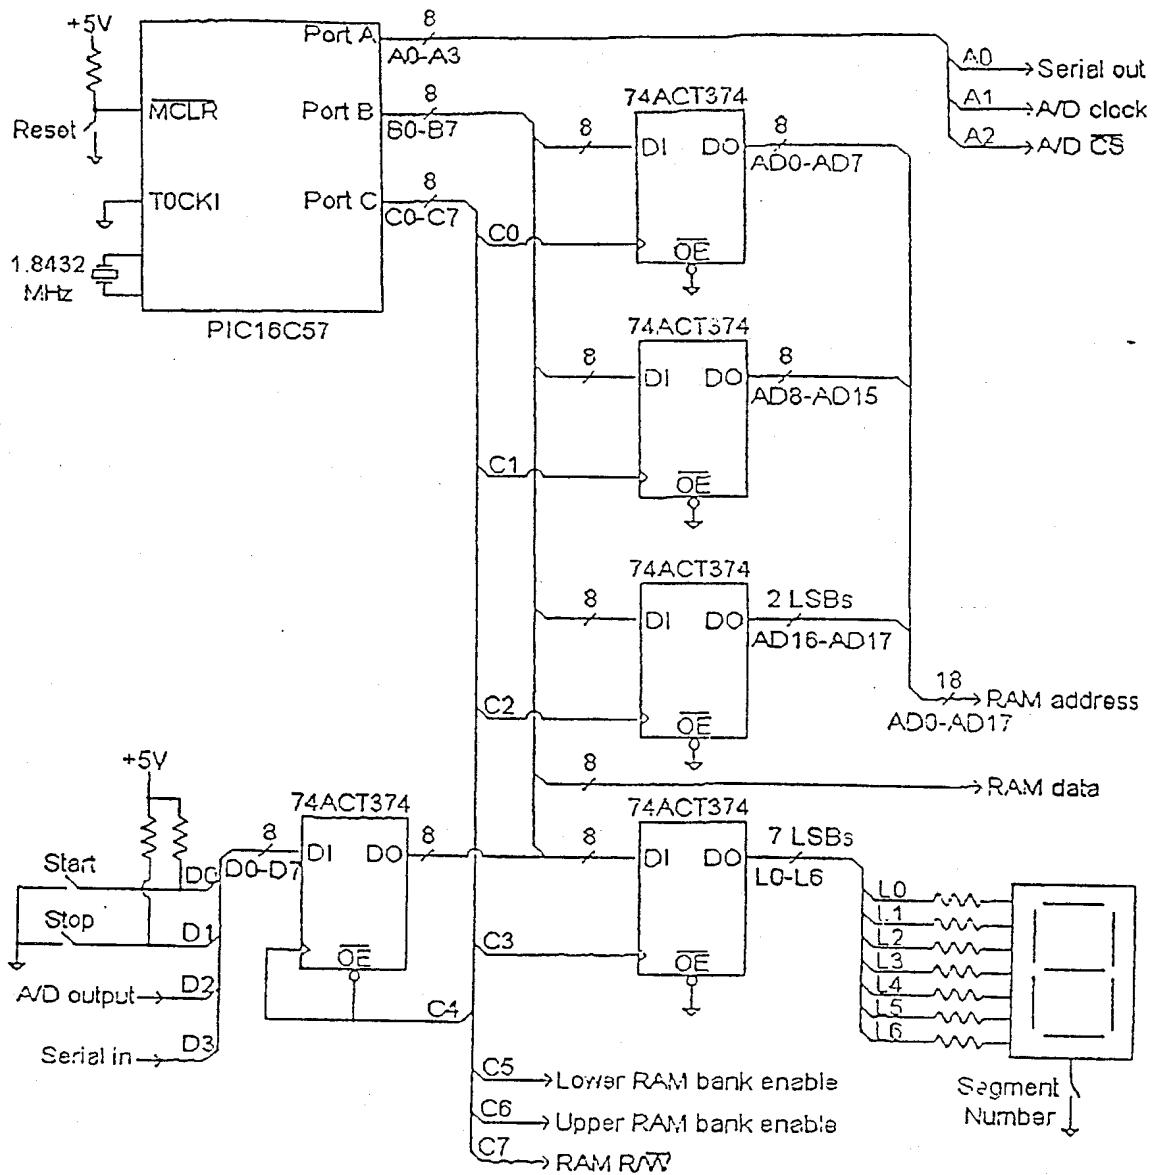 +5V
Port A
8
A0-A3
MCLR
Reset
Port B
8
B0-B7
T0CKI
Port C
8
C0-C7
1.8432
MHz
PIC16C57
A0
Serial out
A1
A/D clock
A2
A/D CS
74ACT374
8
DI
DO
8
AD0-AD7
C0
OE
74ACT374
8
DI
DO
8
AD8-AD15
C1
OE
74ACT374
8
DI
DO
2 LSBs
AD16-AD17
C2
OE
18
RAM address
AD0-AD17
8
RAM data
+5V
74ACT374
8
DI
DO
8
D0-D7
Start
D0
Stop
D1
OE
A/D output
D2
C4
Serial in
D3
74ACT374
8
DI
DO
7 LSBs
L0-L6
C3
OE
L0
L1
L2
L3
L4
L5
L6
Segment
Number
C5
Lower RAM bank enable
C6
Upper RAM bank enable
C7
RAM R/W